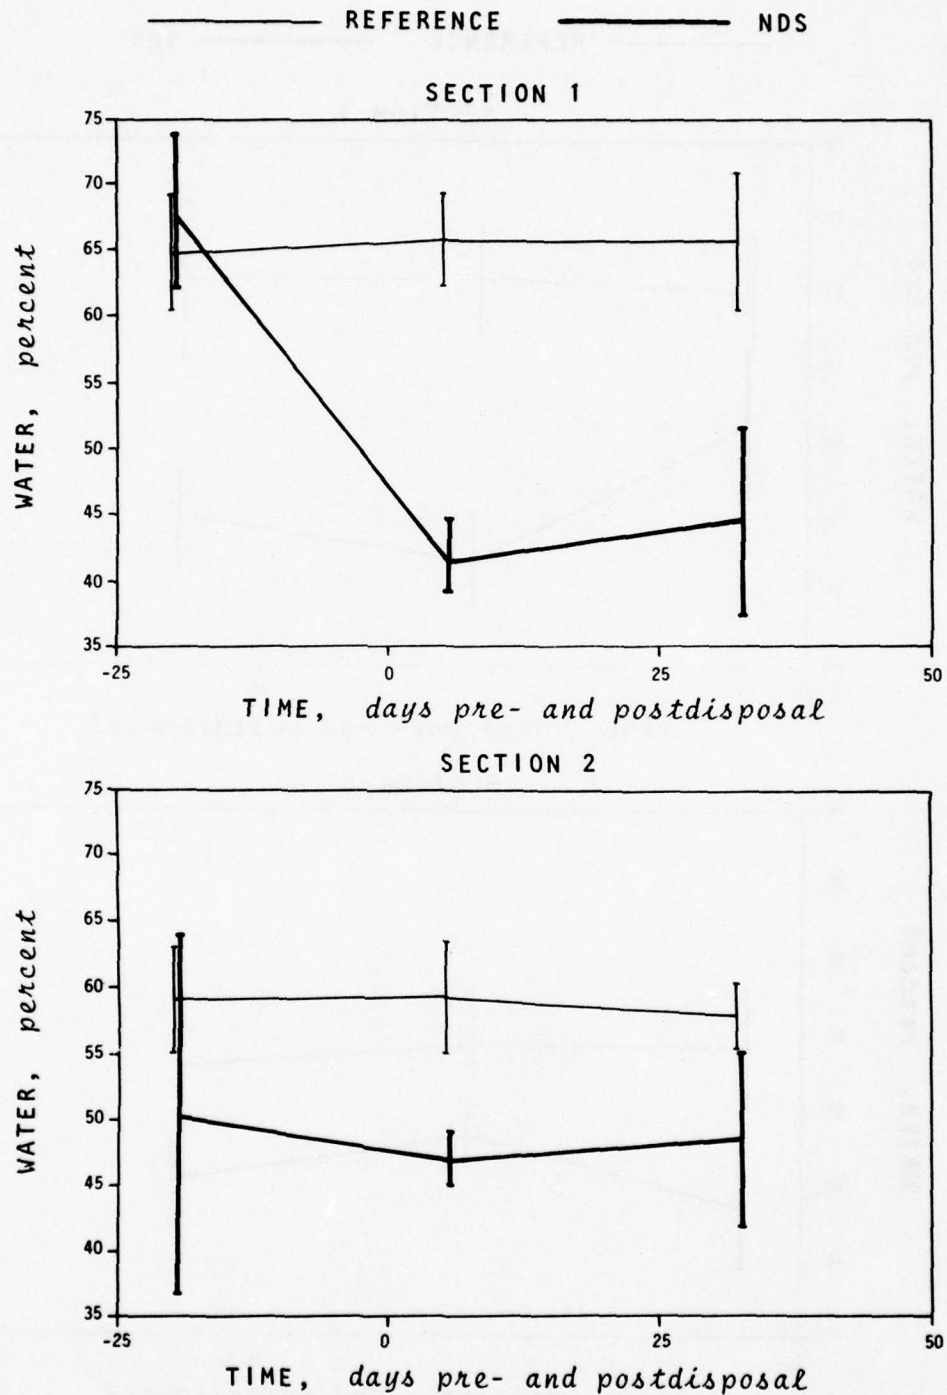 REFERENCE NDS
SECTION 1
75
70
65
60
55
50
45
40
35
WATER, percent
-25 0 25 50
TIME, days pre- and postdisposal
SECTION 2
75
70
65
60
55
50
45
40
35
WATER, percent
-25 0 25 50
TIME, days pre- and postdisposal